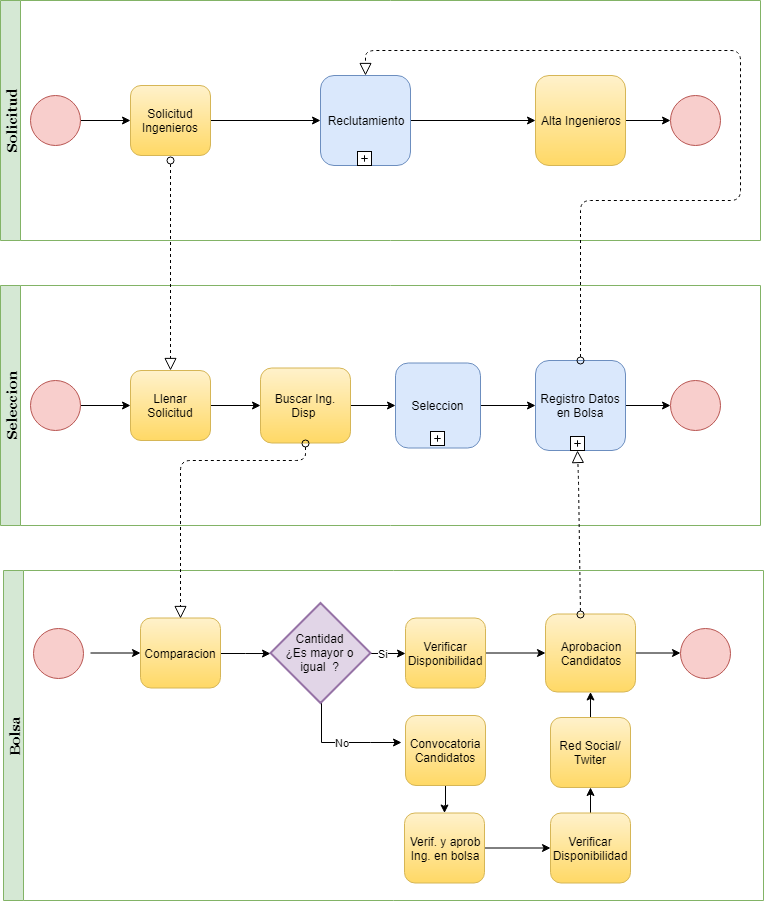 Solicitud
Solicitud
Ingenieros
Reclutamiento
Alta Ingenieros
Seleccion
Llenar
Solicitud
Buscar Ing.
Disp
Seleccion
Registro Datos
en Bolsa
Bolsa
Comparacion
Cantidad
¿Es mayor o
igual ?
Si
Verificar
Disponibilidad
Aprobacion
Candidatos
No
Convocatoria
Candidatos
Red Social/
Twiter
Verif. y aprob
Ing. en bolsa
Verificar
Disponibilidad